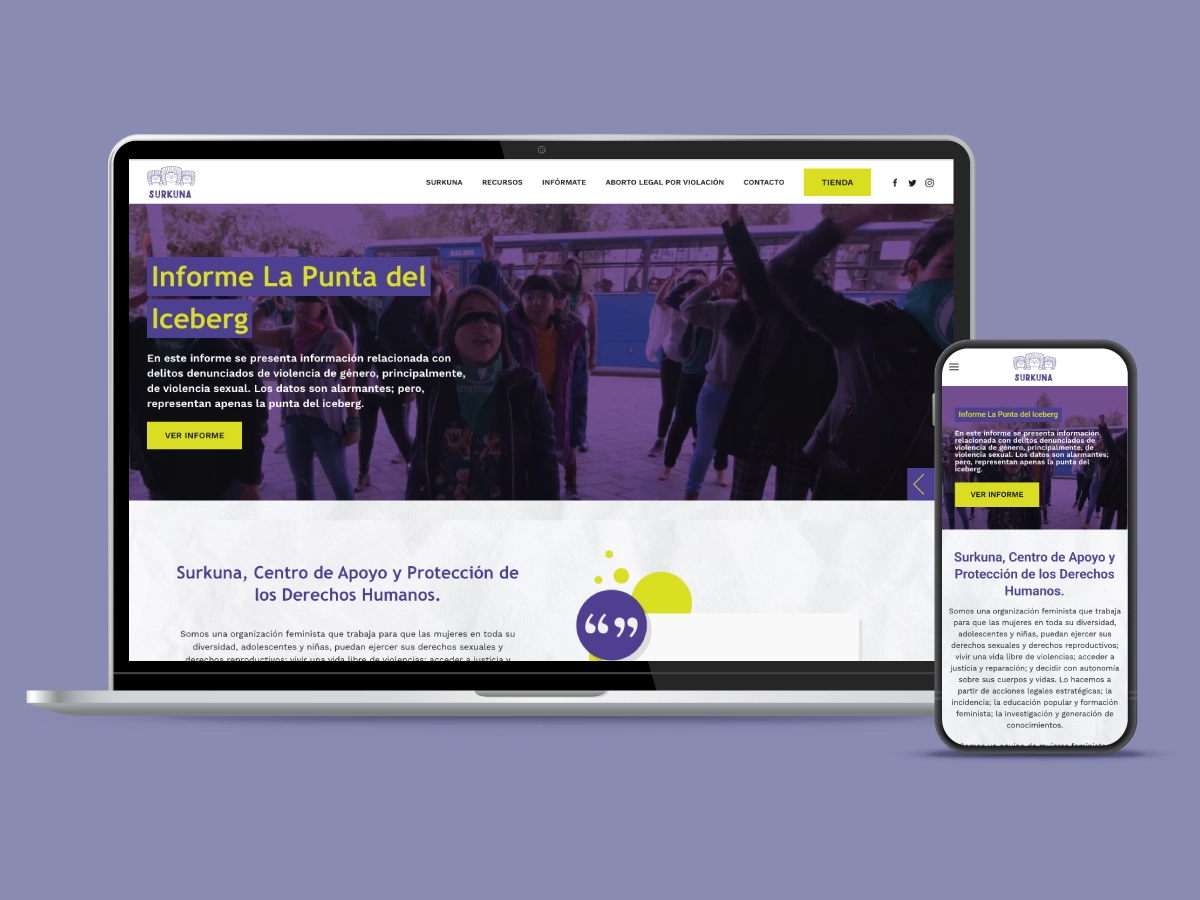 SURKUNA
SURKUNA RECURSOS INFÓRMATE ABORTO LEGAL POR VIOLACIÓN CONTACTO TIENDA
SALIDA
Informe La Punta del
Iceberg
En este informe se presenta información relacionada con
delitos denunciados de violencia de género, principalmente,
de violencia sexual. Los datos son alarmantes; pero,
representan apenas la punta del iceberg.
VER INFORME
Surkuna, Centro de Apoyo y Protección de
los Derechos Humanos.
Somos una organización feminista que trabaja para que las mujeres en toda su
diversidad, adolescentes y niñas, puedan ejercer sus derechos sexuales y
derechos reproductivos; vivir una vida libre de violencias; acceder a justicia y
“ ”
SURKUNA
Informe La Punta del Iceberg
En este informe se presenta información
relacionada con delitos denunciados de
violencia de género, principalmente, de
violencia sexual. Los datos son alarmantes;
pero, representan apenas la punta del
iceberg.
VER INFORME
Surkuna, Centro de Apoyo y
Protección de los Derechos
Humanos.
Somos una organización feminista que trabaja
para que las mujeres en toda su diversidad,
adolescentes y niñas, puedan ejercer sus
derechos sexuales y derechos reproductivos;
vivir una vida libre de violencias; acceder a
justicia y reparación; y decidir con autonomía
sobre sus cuerpos y vidas. Lo hacemos a
partir de acciones legales estratégicas; la
incidencia; la educación popular y formación
feminista; la investigación y generación de
conocimientos.
Somos un equipo de mujeres feministas